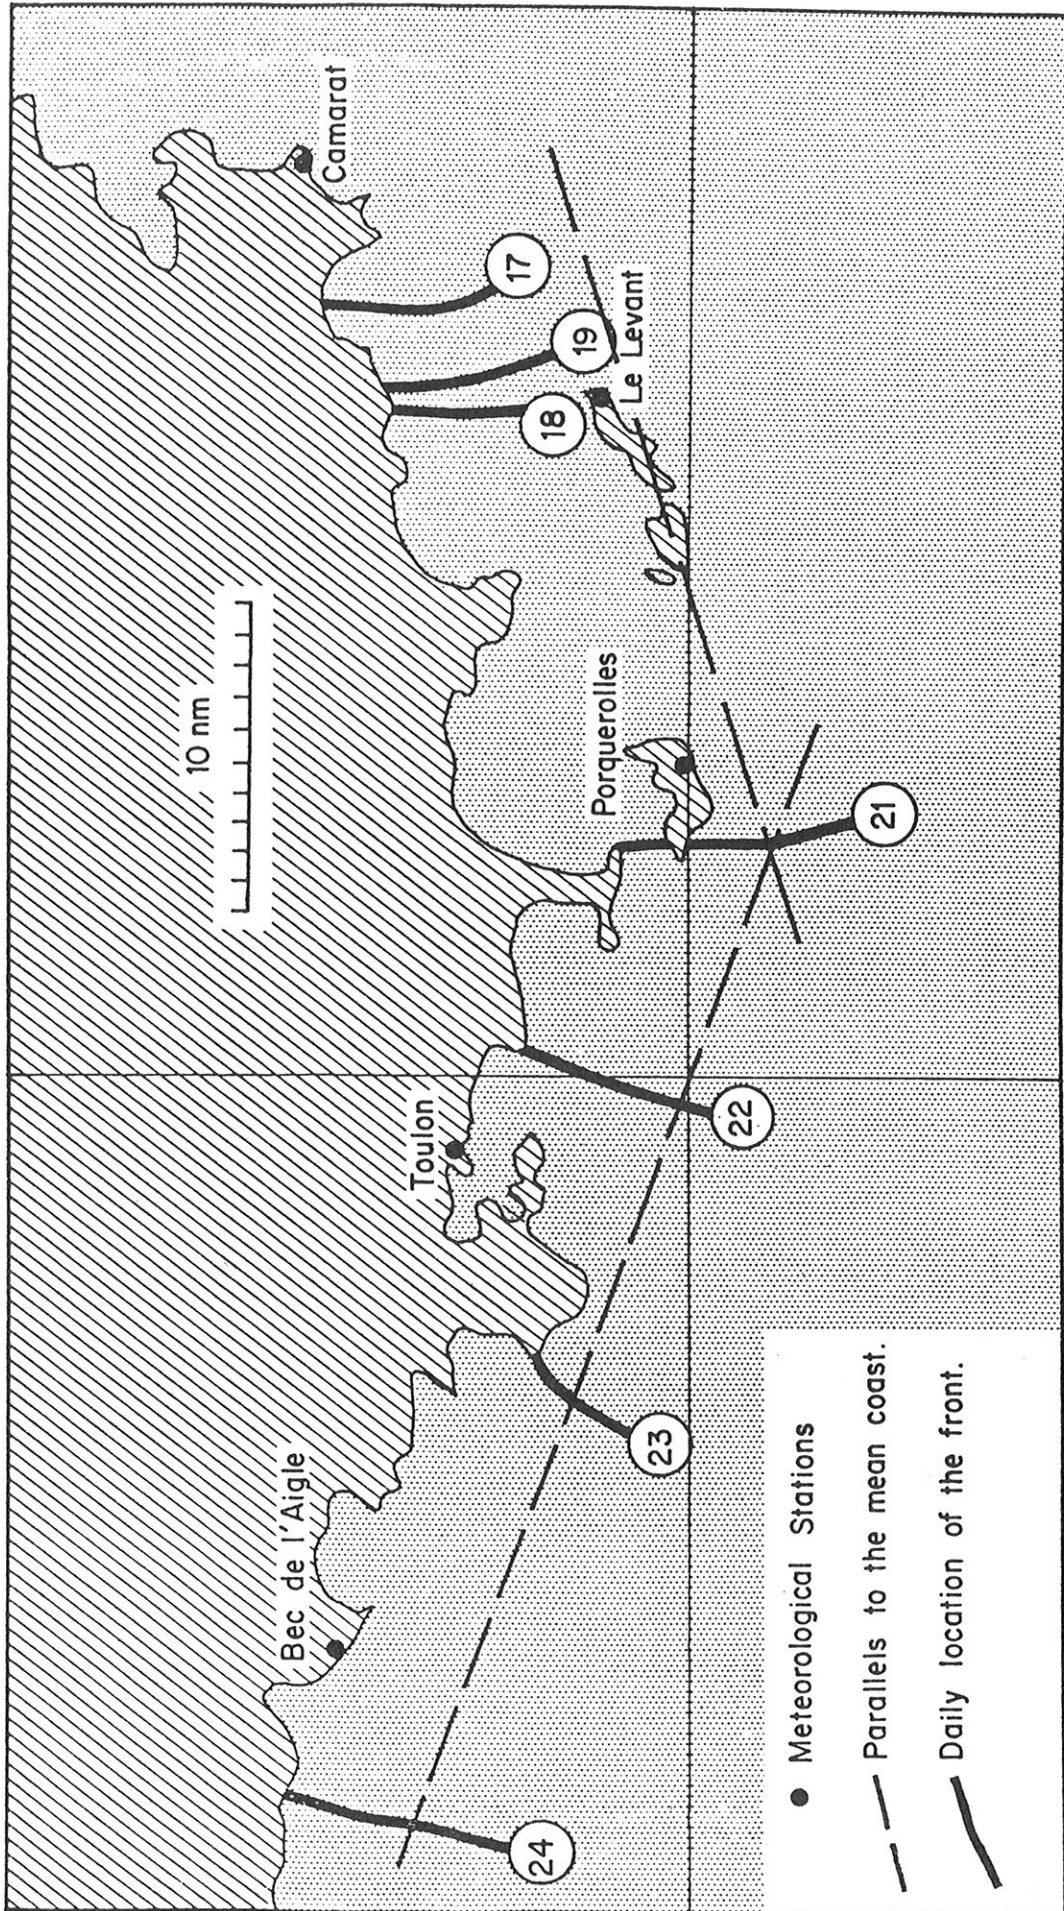 Camarat
17
19
18
Le Levant
10 nm
Porquerolles
21
Toulon
22
23
Bec de l'Aigle
24
Meteorological Stations
Parallels to the mean coast.
Daily location of the front.